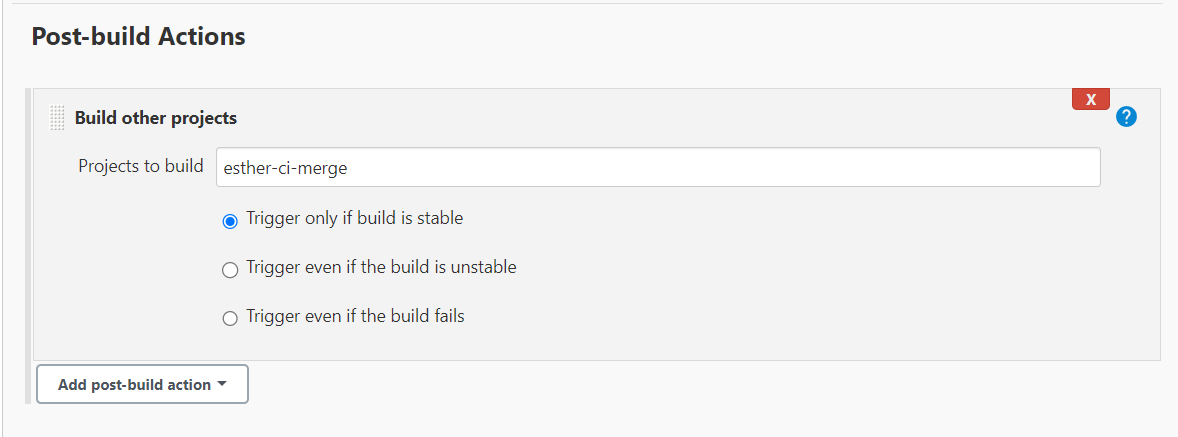 Post-build Actions
X
Build other projects
?
Projects to build esther-ci-merge
Trigger only if build is stable
Trigger even if the build is unstable
Trigger even if the build fails
Add post-build action